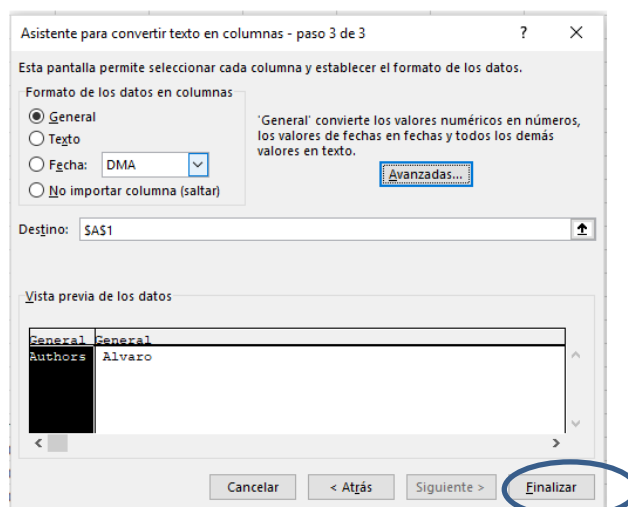 Asistente para convertir texto en columnas - paso 3 de 3 ? ×
Esta pantalla permite seleccionar cada columna y establecer el formato de los datos.
Formato de los datos en columnas
General
Texto
Fecha: DMA
No importar columna (saltar)
'General' convierte los valores numéricos en números,
los valores de fechas en fechas y todos los demás
valores en texto.
Avanzadas...
Destino: $A$1
Vista previa de los datos
General General
Authors Alvaro
Cancelar < Atrás Siguiente > Finalizar